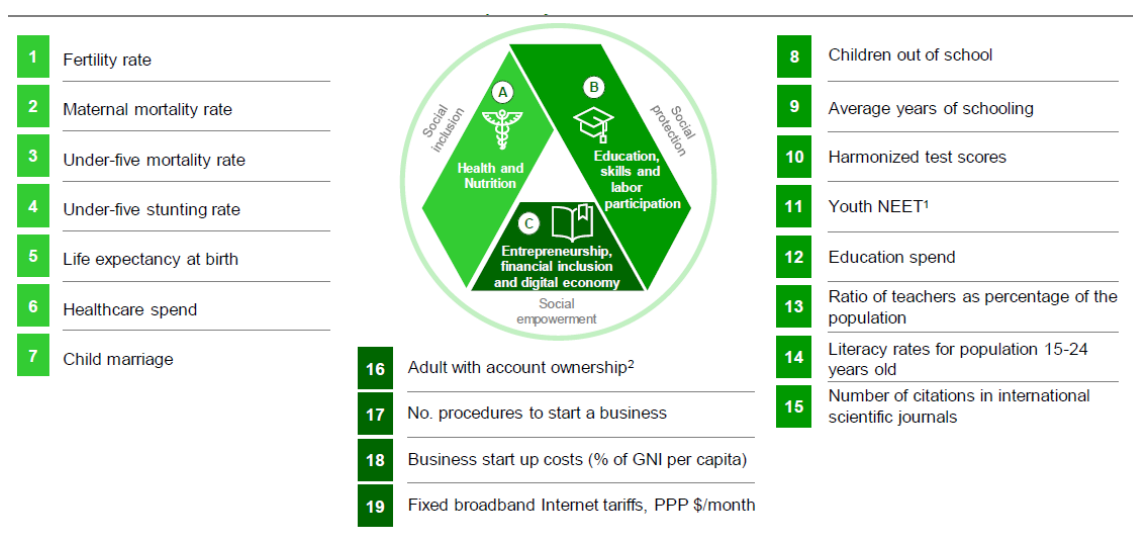 1 Fertility rate
2 Maternal mortality rate
3 Under-five mortality rate
4 Under-five stunting rate
5 Life expectancy at birth
6 Healthcare spend
7 Child marriage
Social
inclusion
A
Health and
Nutrition
B
Education,
skills and
labor
participation
Social
protection
C
Entrepreneurship,
financial inclusion
and digital economy
Social
empowerment
8 Children out of school
9 Average years of schooling
10 Harmonized test scores
11 Youth NEET¹
12 Education spend
13 Ratio of teachers as percentage of the
population
14 Literacy rates for population 15-24
years old
15 Number of citations in international
scientific journals
16 Adult with account ownership²
17 No. procedures to start a business
18 Business start up costs (% of GNI per capita)
19 Fixed broadband Internet tariffs, PPP $/month